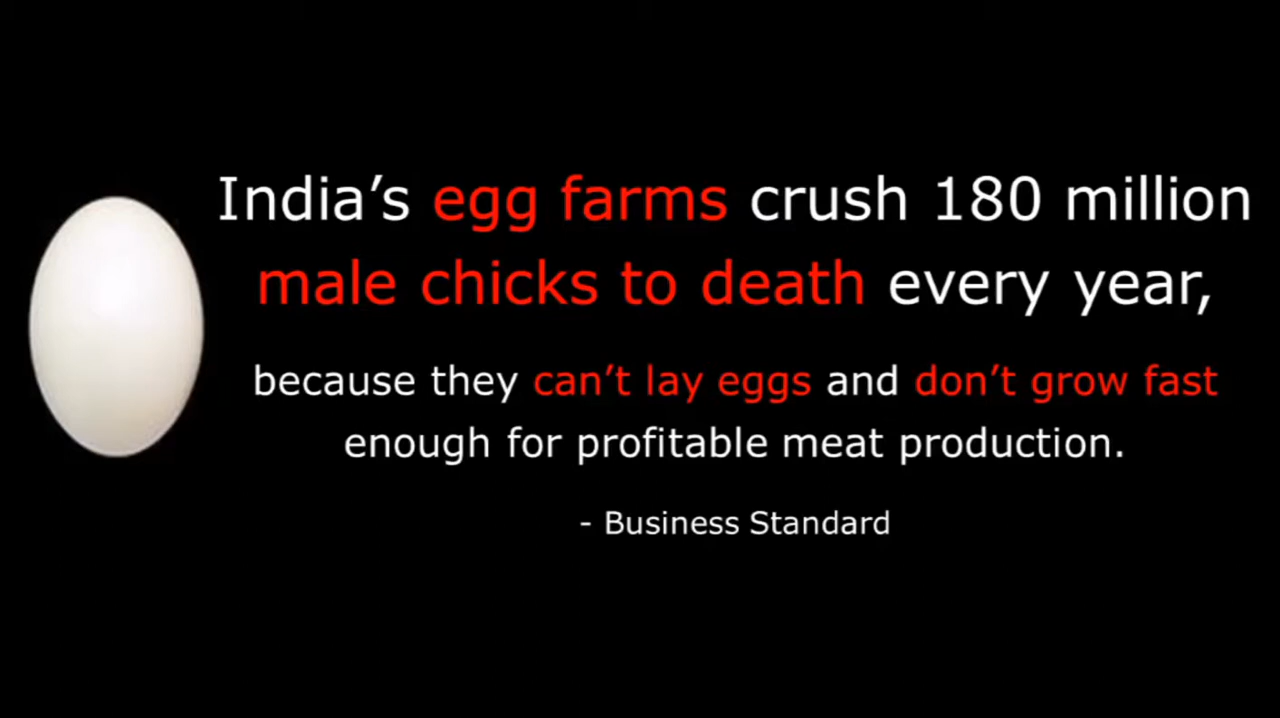 India’s egg farms crush 180 million
male chicks to death every year,
because they can’t lay eggs and don’t grow fast
enough for profitable meat production.
- Business Standard